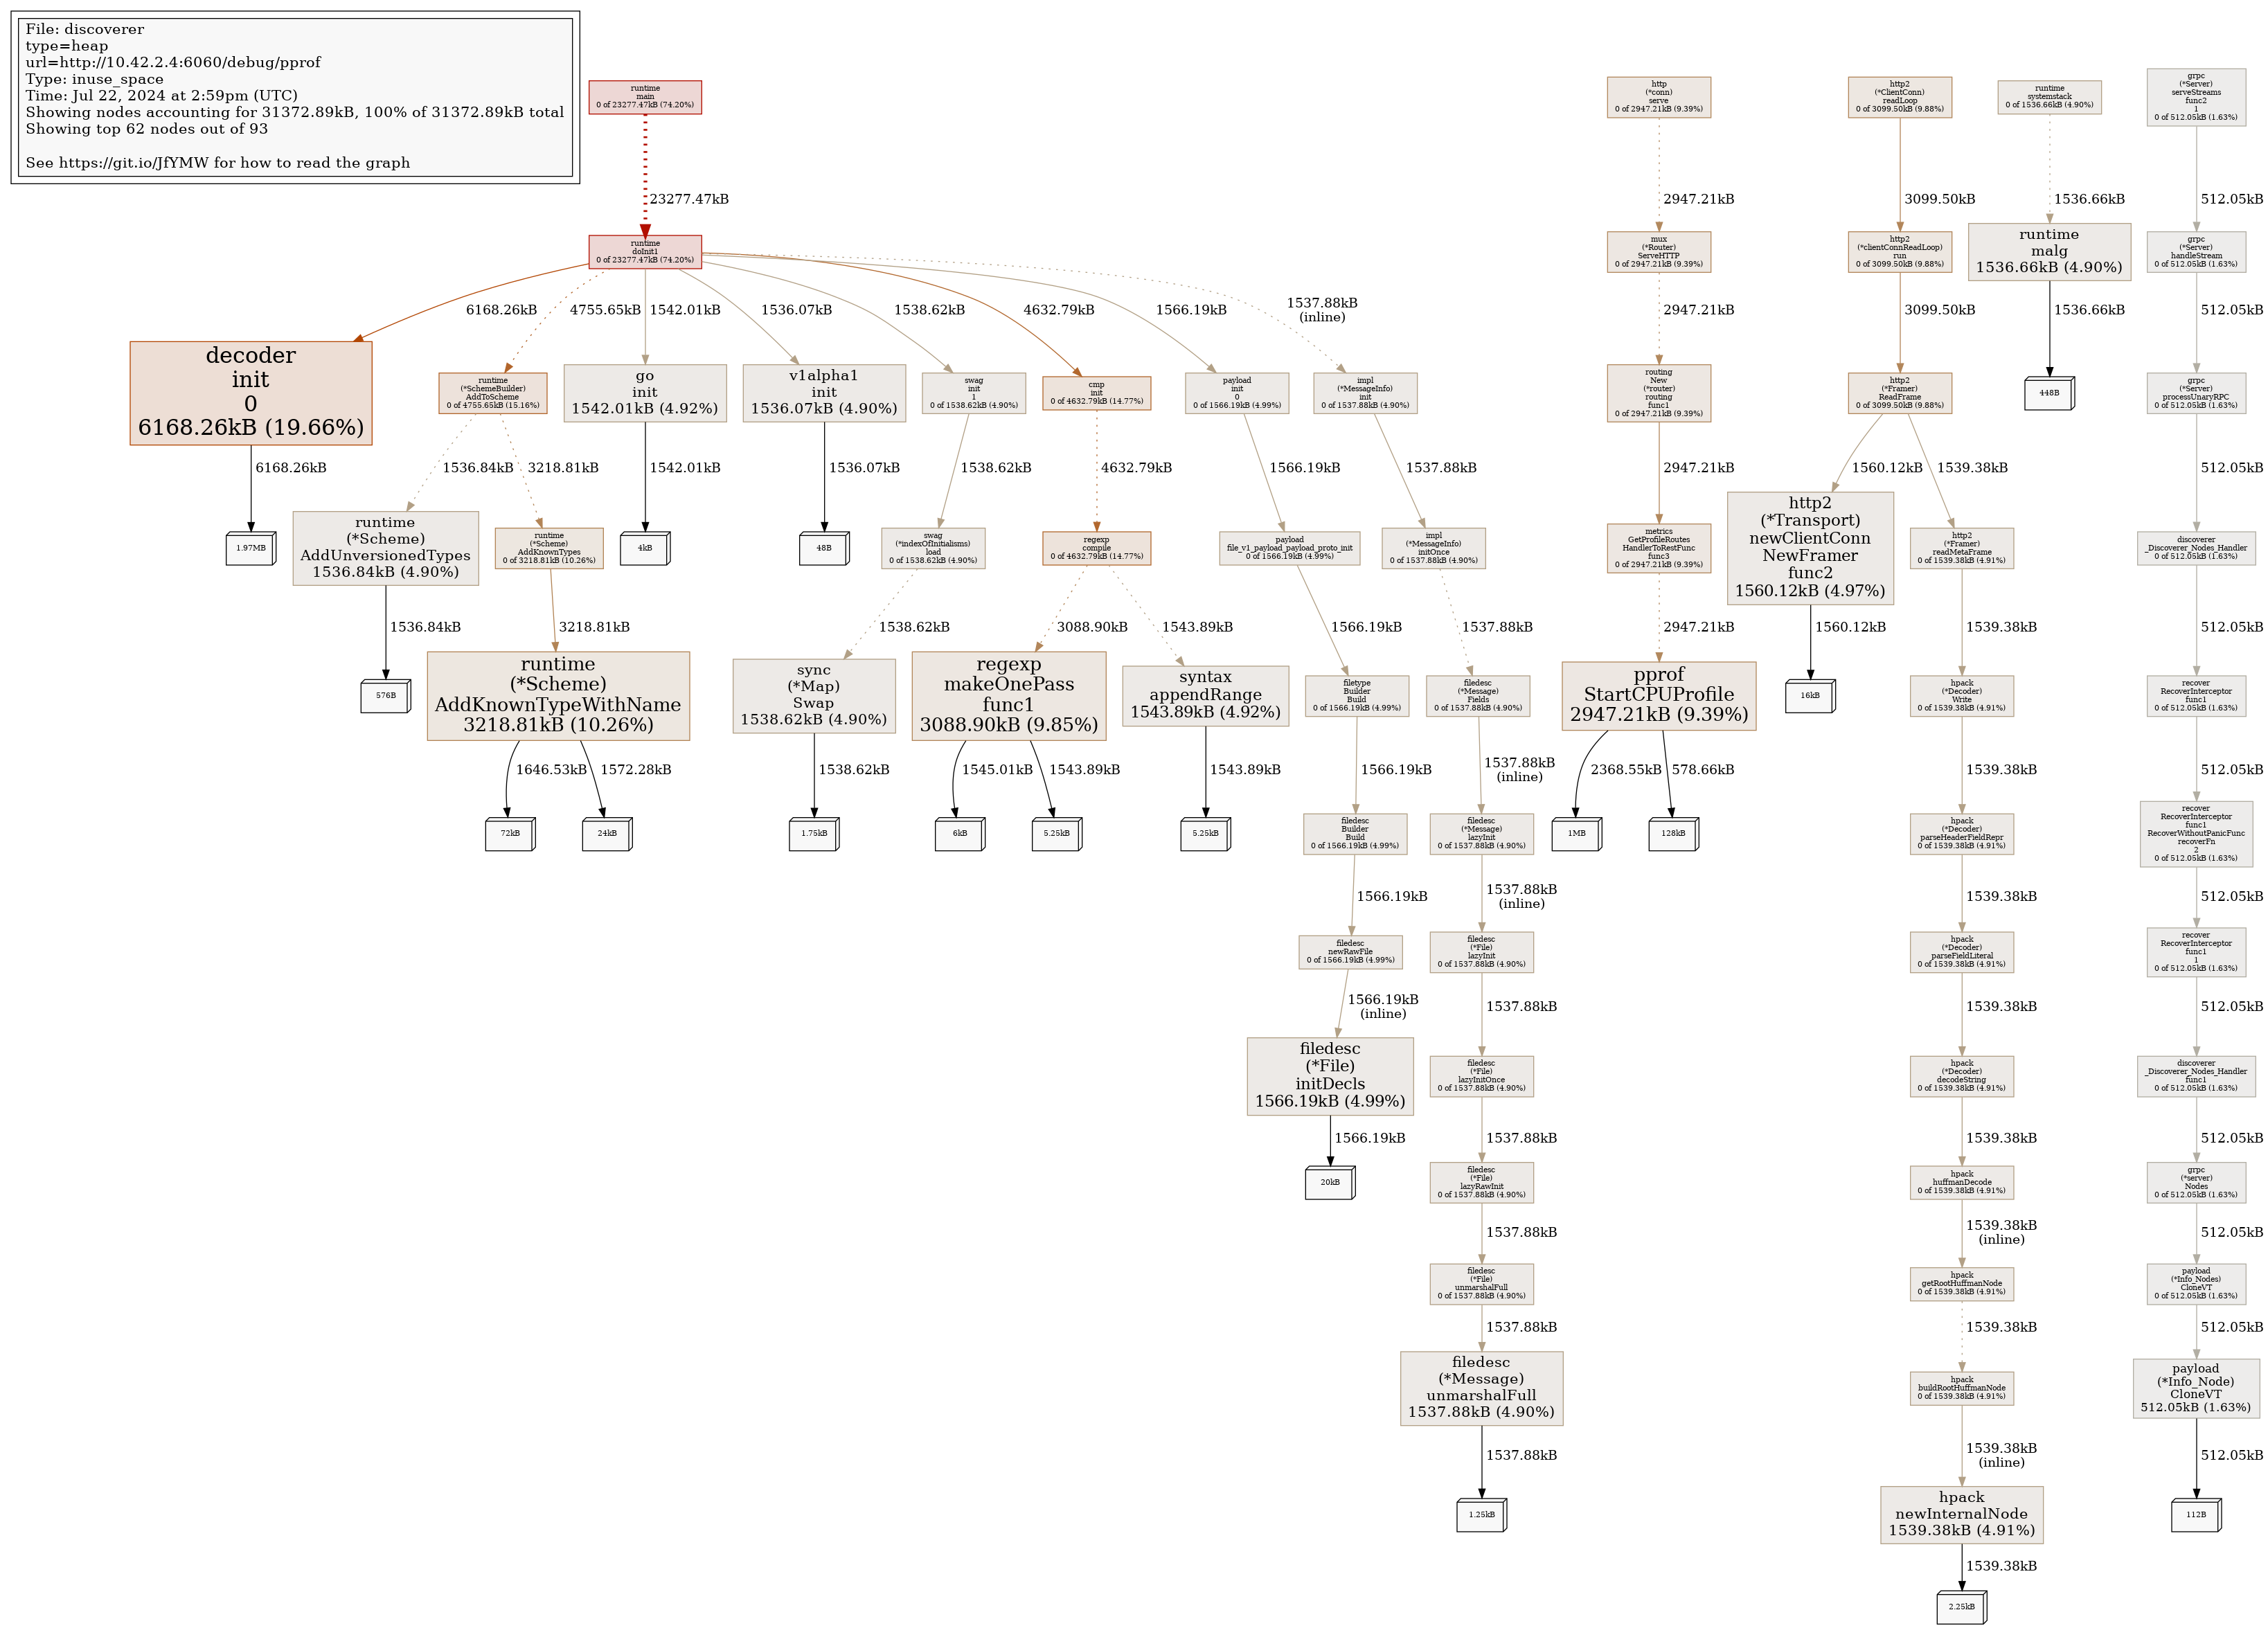 File: discoverer
type=heap
url=http://10.42.2.4:6060/debug/pprof
Type: inuse_space
Time: Jul 22, 2024 at 2:59pm (UTC)
Showing nodes accounting for 31372.89kB, 100% of 31372.89kB total
Showing top 62 nodes out of 93
See https://git.io/JfYMW for how to read the graph
runtime
main
0 of 23277.47kB (74.20%)
23277.47kB
runtime
doInit1
0 of 23277.47kB (74.20%)
6168.26kB
4755.65kB
1542.01kB
1536.07kB
1538.62kB
4632.79kB
1566.19kB
1537.88kB
(inline)
decoder
init
0
6168.26kB (19.66%)
6168.26kB
1.97MB
runtime
(*SchemeBuilder)
AddToScheme
0 of 4755.65kB (15.16%)
1536.84kB
3218.81kB
runtime
(*Scheme)
AddUnversionedTypes
1536.84kB (4.90%)
1536.84kB
576B
runtime
(*Scheme)
AddKnownTypes
0 of 3218.81kB (10.26%)
3218.81kB
runtime
(*Scheme)
AddKnownTypeWithName
3218.81kB (10.26%)
1646.53kB
1572.28kB
72kB
24kB
go
init
1542.01kB (4.92%)
1542.01kB
4kB
v1alpha1
init
1536.07kB (4.90%)
1536.07kB
48B
swag
init
1
0 of 1538.62kB (4.90%)
1538.62kB
swag
(*indexOfInitialisms)
load
0 of 1538.62kB (4.90%)
1538.62kB
sync
(*Map)
Swap
1538.62kB (4.90%)
1538.62kB
1.75kB
cmp
init
0 of 4632.79kB (14.77%)
4632.79kB
regexp
compile
0 of 4632.79kB (14.77%)
3088.90kB
1543.89kB
regexp
makeOnePass
func1
3088.90kB (9.85%)
1545.01kB
1543.89kB
6kB
5.25kB
syntax
appendRange
1543.89kB (4.92%)
1543.89kB
5.25kB
payload
init
0
0 of 1566.19kB (4.99%)
1566.19kB
payload
file_v1_payload_payload_proto_init
0 of 1566.19kB (4.99%)
1566.19kB
filetype
Builder
Build
0 of 1566.19kB (4.99%)
1566.19kB
filedesc
Builder
Build
0 of 1566.19kB (4.99%)
1566.19kB
filedesc
newRawFile
0 of 1566.19kB (4.99%)
1566.19kB
(inline)
filedesc
(*File)
initDecls
1566.19kB (4.99%)
1566.19kB
20kB
impl
(*MessageInfo)
init
0 of 1537.88kB (4.90%)
1537.88kB
impl
(*MessageInfo)
initOnce
0 of 1537.88kB (4.90%)
1537.88kB
filedesc
(*Message)
Fields
0 of 1537.88kB (4.90%)
1537.88kB
(inline)
filedesc
(*Message)
lazyInit
0 of 1537.88kB (4.90%)
1537.88kB
(inline)
filedesc
(*File)
lazyInit
0 of 1537.88kB (4.90%)
1537.88kB
filedesc
(*File)
lazyInitOnce
0 of 1537.88kB (4.90%)
1537.88kB
filedesc
(*File)
lazyRawInit
0 of 1537.88kB (4.90%)
1537.88kB
filedesc
(*File)
unmarshalFull
0 of 1537.88kB (4.90%)
1537.88kB
filedesc
(*Message)
unmarshalFull
1537.88kB (4.90%)
1537.88kB
1.25kB
http
(*conn)
serve
0 of 2947.21kB (9.39%)
2947.21kB
mux
(*Router)
ServeHTTP
0 of 2947.21kB (9.39%)
2947.21kB
routing
New
(*router)
routing
func1
0 of 2947.21kB (9.39%)
2947.21kB
metrics
GetProfileRoutes
HandlerToRestFunc
func3
0 of 2947.21kB (9.39%)
2947.21kB
pprof
StartCPUProfile
2947.21kB (9.39%)
2368.55kB
578.66kB
1MB
128kB
http2
(*ClientConn)
readLoop
0 of 3099.50kB (9.88%)
3099.50kB
http2
(*clientConnReadLoop)
run
0 of 3099.50kB (9.88%)
3099.50kB
http2
(*Framer)
ReadFrame
0 of 3099.50kB (9.88%)
1560.12kB
1539.38kB
http2
(*Transport)
newClientConn
NewFramer
func2
1560.12kB (4.97%)
1560.12kB
16kB
http2
(*Framer)
readMetaFrame
0 of 1539.38kB (4.91%)
1539.38kB
hpack
(*Decoder)
Write
0 of 1539.38kB (4.91%)
1539.38kB
hpack
(*Decoder)
parseHeaderFieldRepr
0 of 1539.38kB (4.91%)
1539.38kB
hpack
(*Decoder)
parseFieldLiteral
0 of 1539.38kB (4.91%)
1539.38kB
hpack
(*Decoder)
decodeString
0 of 1539.38kB (4.91%)
1539.38kB
hpack
huffmanDecode
0 of 1539.38kB (4.91%)
1539.38kB
(inline)
hpack
getRootHuffmanNode
0 of 1539.38kB (4.91%)
1539.38kB
hpack
buildRootHuffmanNode
0 of 1539.38kB (4.91%)
1539.38kB
(inline)
hpack
newInternalNode
1539.38kB (4.91%)
1539.38kB
2.25kB
runtime
systemstack
0 of 1536.66kB (4.90%)
1536.66kB
runtime
malg
1536.66kB (4.90%)
1536.66kB
448B
grpc
(*Server)
serveStreams
func2
1
0 of 512.05kB (1.63%)
512.05kB
grpc
(*Server)
handleStream
0 of 512.05kB (1.63%)
512.05kB
grpc
(*Server)
processUnaryRPC
0 of 512.05kB (1.63%)
512.05kB
discoverer
_Discoverer_Nodes_Handler
0 of 512.05kB (1.63%)
512.05kB
recover
RecoverInterceptor
func1
0 of 512.05kB (1.63%)
512.05kB
recover
RecoverInterceptor
func1
RecoverWithoutPanicFunc
recoverFn
2
0 of 512.05kB (1.63%)
512.05kB
recover
RecoverInterceptor
func1
1
0 of 512.05kB (1.63%)
512.05kB
discoverer
_Discoverer_Nodes_Handler
func1
0 of 512.05kB (1.63%)
512.05kB
grpc
(*server)
Nodes
0 of 512.05kB (1.63%)
512.05kB
payload
(*Info_Nodes)
CloneVT
0 of 512.05kB (1.63%)
512.05kB
payload
(*Info_Node)
CloneVT
512.05kB (1.63%)
512.05kB
112B